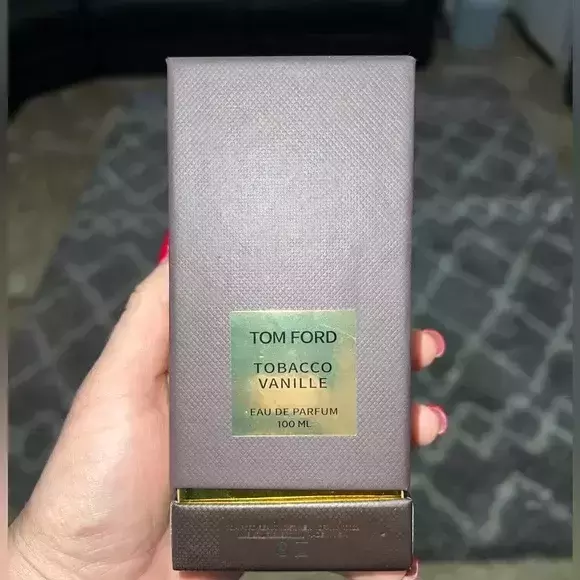 TOM FORD
TOBACCO
VANILLE
EAU DE PARFUM
100 ML